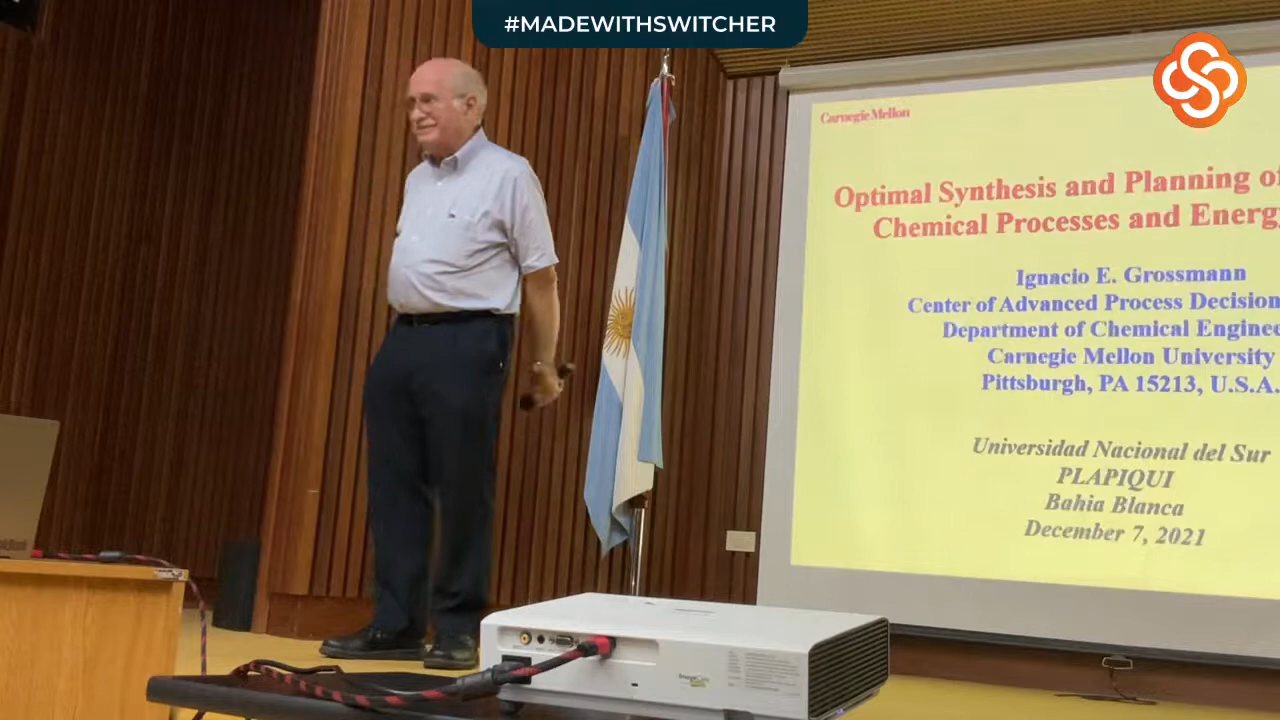 #MADEWITHSWITCHER
Carnegie Mellon
Optimal Synthesis and Planning of
Chemical Processes and Energy
Ignacio E. Grossmann
Center of Advanced Process Decision
Department of Chemical Enginee
Carnegie Mellon University
Pittsburgh, PA 15213, U.S.A.
Universidad Nacional del Sur
PLAPIQUI
Bahia Blanca
December 7, 2021